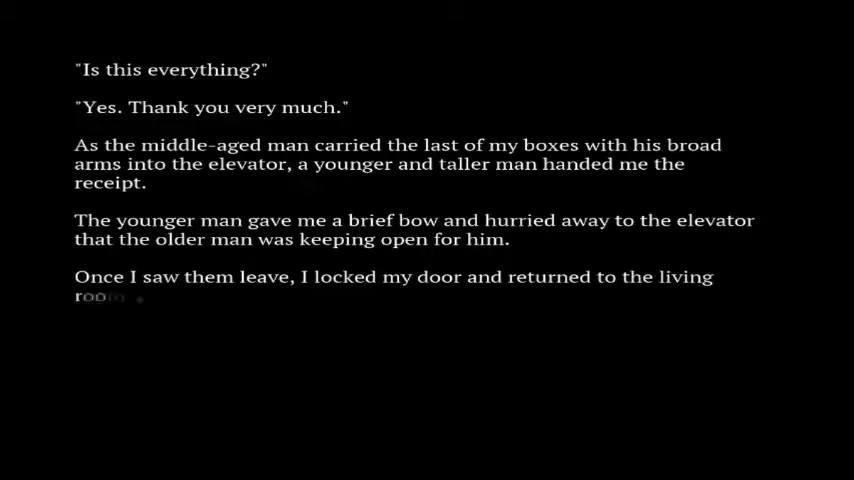 "Is this everything?"
"Yes. Thank you very much."
As the middle-aged man carried the last of my boxes with his broad
arms into the elevator, a younger and taller man handed me the
receipt.
The younger man gave me a brief bow and hurried away to the elevator
that the older man was keeping open for him.
Once I saw them leave, I locked my door and returned to the living
room